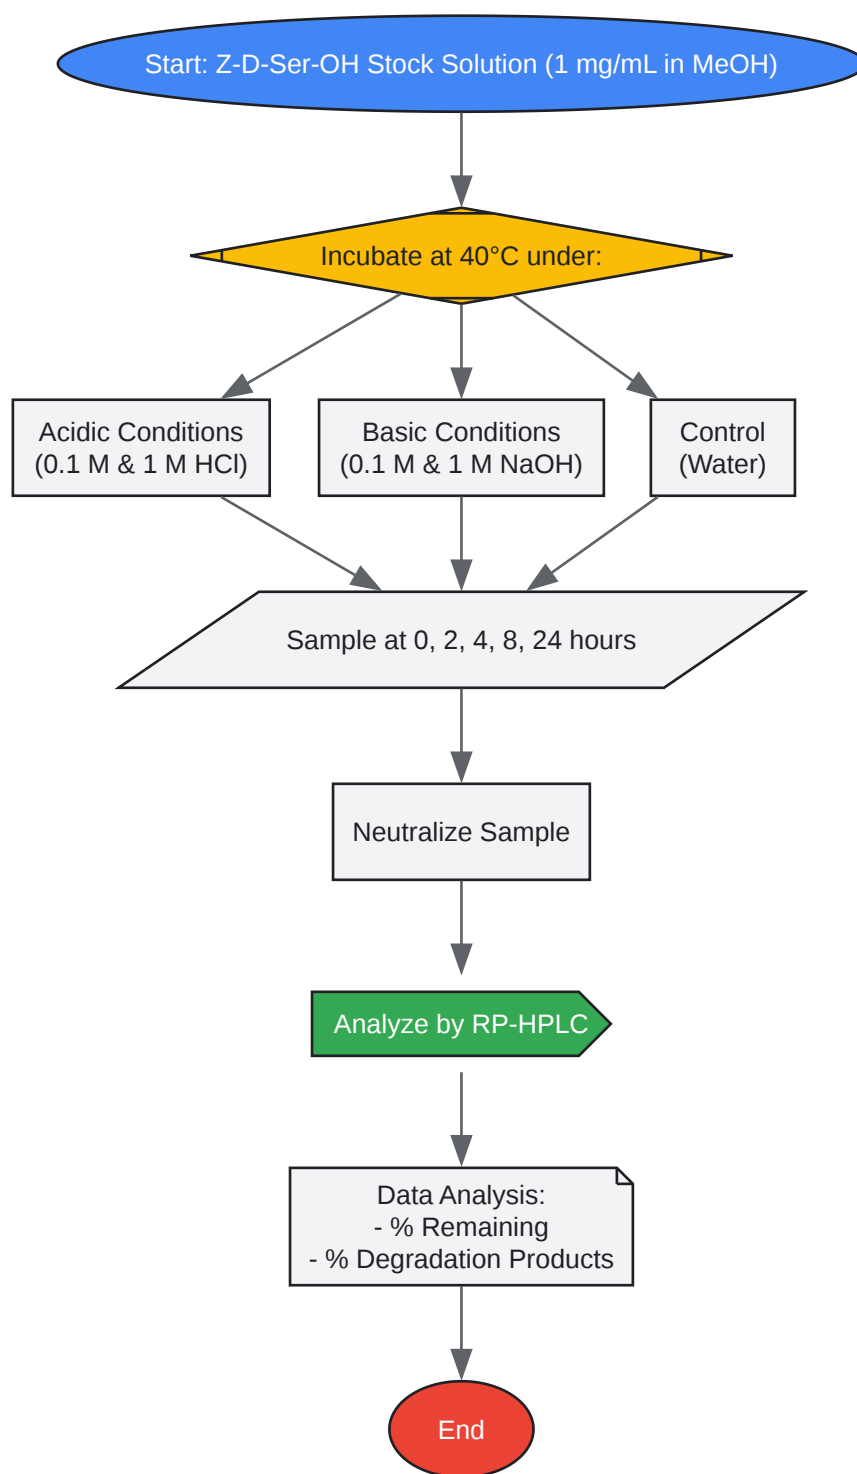 Start: Z-D-Ser-OH Stock Solution (1 mg/mL in MeOH)
Incubate at 40°C under:
Acidic Conditions
(0.1 M & 1 M HCl)
Basic Conditions
(0.1 M & 1 M NaOH)
Control
(Water)
Sample at 0, 2, 4, 8, 24 hours
Neutralize Sample
Analyze by RP-HPLC
Data Analysis:
- % Remaining
- % Degradation Products
End